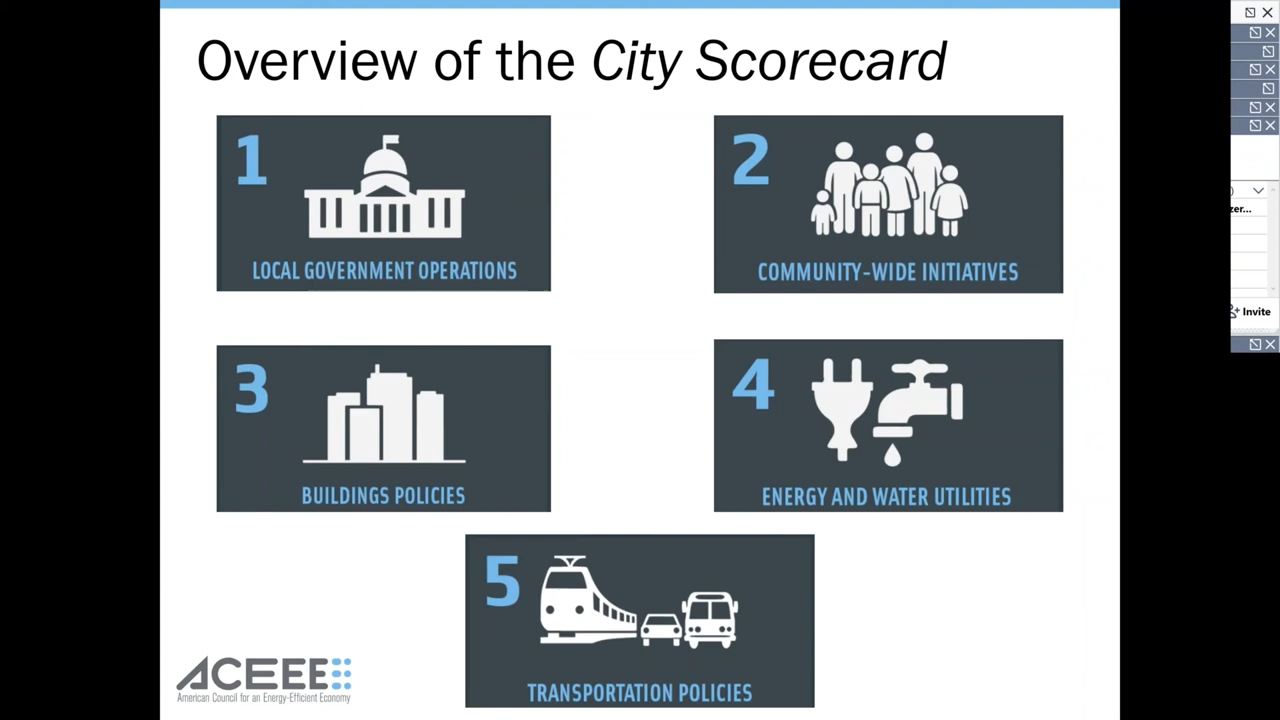 Overview of the City Scorecard
1
LOCAL GOVERNMENT OPERATIONS
2
COMMUNITY-WIDE INITIATIVES
3
BUILDINGS POLICIES
4
ENERGY AND WATER UTILITIES
5
TRANSPORTATION POLICIES
ACEEE
American Council for an Energy-Efficient Economy
)
zer...
Invite